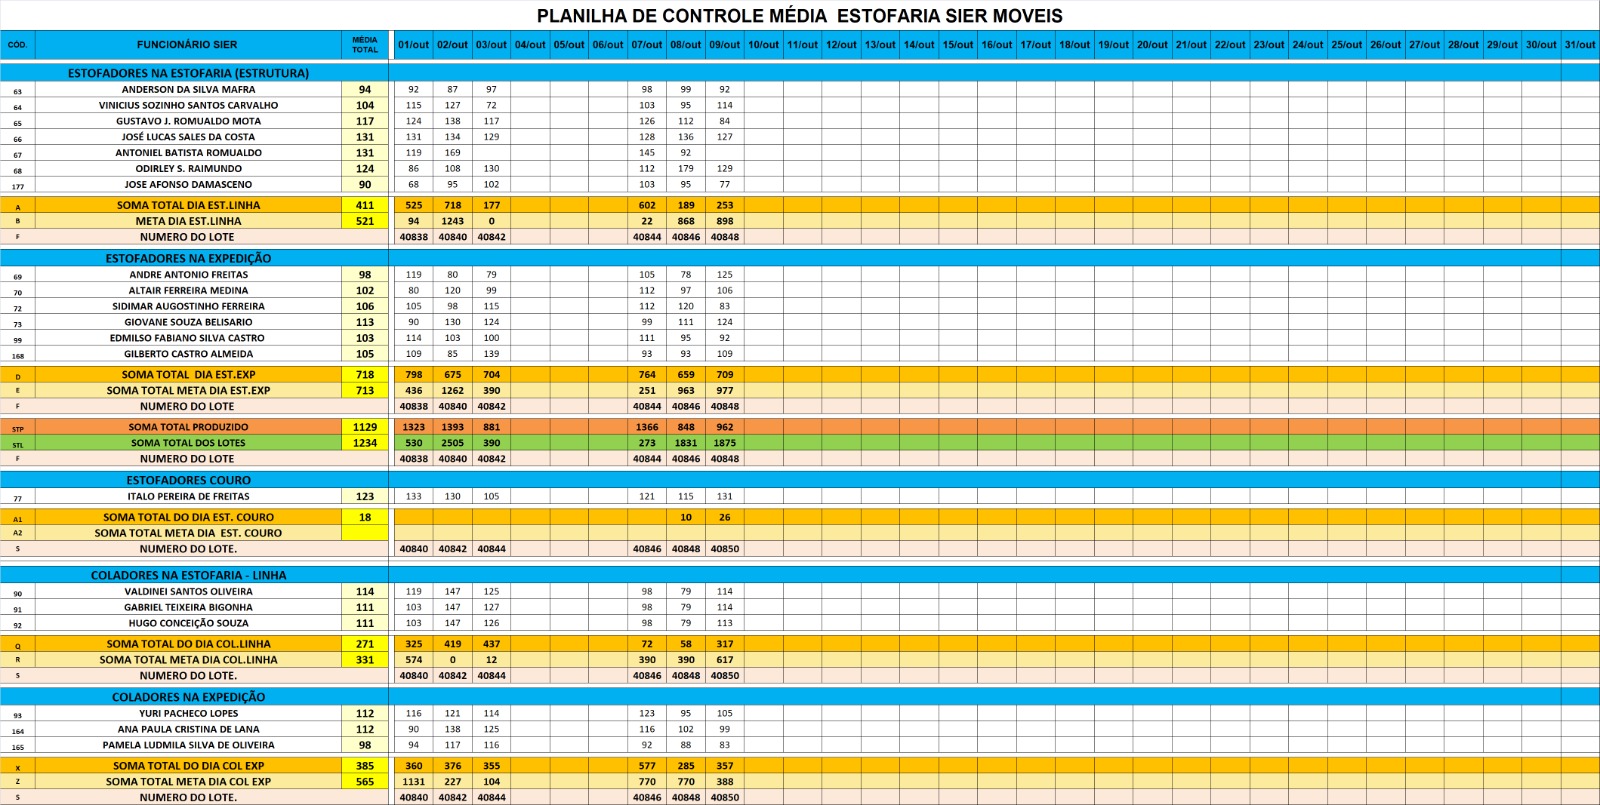 PLANILHA DE CONTROLE MÉDIA ESTOFARIA SIER MOVEIS
CÓD. FUNCIONÁRIO SIER MÉDIA TOTAL 01/out 02/out 03/out 04/out 05/out 06/out 07/out 08/out 09/out 10/out 11/out 12/out 13/out 14/out 15/out 16/out 17/out 18/out 19/out 20/out 21/out 22/out 23/out 24/out 25/out 26/out 27/out 28/out 29/out 30/out 31/out
ESTOFADORES NA ESTOFARIA (ESTRUTURA)
63 ANDERSON DA SILVA MAFRA 94 92 87 97 98 99 92
64 VINICIUS SOZINHO SANTOS CARVALHO 104 115 127 72 103 95 114
65 GUSTAVO J. ROMUALDO MOTA 117 124 138 117 126 112 84
66 JOSÉ LUCAS SALES DA COSTA 131 131 134 129 128 136 127
67 ANTONIEL BATISTA ROMUALDO 131 119 169 145 92
68 ODIRLEY S. RAIMUNDO 124 86 108 130 112 179 129
177 JOSE AFONSO DAMASCENO 90 68 95 102 103 95 77
A SOMA TOTAL DIA EST.LINHA 411 525 718 177 602 189 253
B META DIA EST.LINHA 521 94 1243 0 22 868 898
F NUMERO DO LOTE 40838 40840 40842 40844 40846 40848
ESTOFADORES NA EXPEDIÇÃO
69 ANDRE ANTONIO FREITAS 98 119 80 79 105 78 125
70 ALTAIR FERREIRA MEDINA 102 80 120 99 112 97 106
72 SIDIMAR AUGOSTINHO FERREIRA 106 105 98 115 112 120 83
73 GIOVANE SOUZA BELISARIO 113 90 130 124 99 111 124
99 EDMILSO FABIANO SILVA CASTRO 103 114 103 100 111 95 92
168 GILBERTO CASTRO ALMEIDA 105 109 85 139 93 93 109
D SOMA TOTAL DIA EST.EXP 718 798 675 704 764 659 709
E SOMA TOTAL META DIA EST.EXP 713 436 1262 390 251 963 977
F NUMERO DO LOTE 40838 40840 40842 40844 40846 40848
STP SOMA TOTAL PRODUZIDO 1129 1323 1393 881 1366 848 962
STL SOMA TOTAL DOS LOTES 1234 530 2505 390 273 1831 1875
F NUMERO DO LOTE 40838 40840 40842 40844 40846 40848
ESTOFADORES COURO
77 ITALO PEREIRA DE FREITAS 123 133 130 105 121 115 131
A1 SOMA TOTAL DO DIA EST. COURO 18 10 26
A2 SOMA TOTAL META DIA EST. COURO
S NUMERO DO LOTE. 40840 40842 40844 40846 40848 40850
COLADORES NA ESTOFARIA - LINHA
90 VALDINEI SANTOS OLIVEIRA 114 119 147 125 98 79 114
91 GABRIEL TEIXEIRA BIGONHA 111 103 147 127 98 79 114
92 HUGO CONCEIÇÃO SOUZA 111 103 147 126 98 79 113
Q SOMA TOTAL DO DIA COL.LINHA 271 325 419 437 72 58 317
R SOMA TOTAL META DIA COL.LINHA 331 574 0 12 390 390 617
S NUMERO DO LOTE. 40840 40842 40844 40846 40848 40850
COLADORES NA EXPEDIÇÃO
93 YURI PACHECO LOPES 112 116 121 114 123 95 105
164 ANA PAULA CRISTINA DE LANA 112 90 138 125 116 102 99
165 PAMELA LUDMILA SILVA DE OLIVEIRA 98 94 117 116 92 88 83
X SOMA TOTAL DO DIA COL EXP 385 360 376 355 577 285 357
Z SOMA TOTAL META DIA COL EXP 565 1131 227 104 770 770 388
S NUMERO DO LOTE. 40840 40842 40844 40846 40848 40850